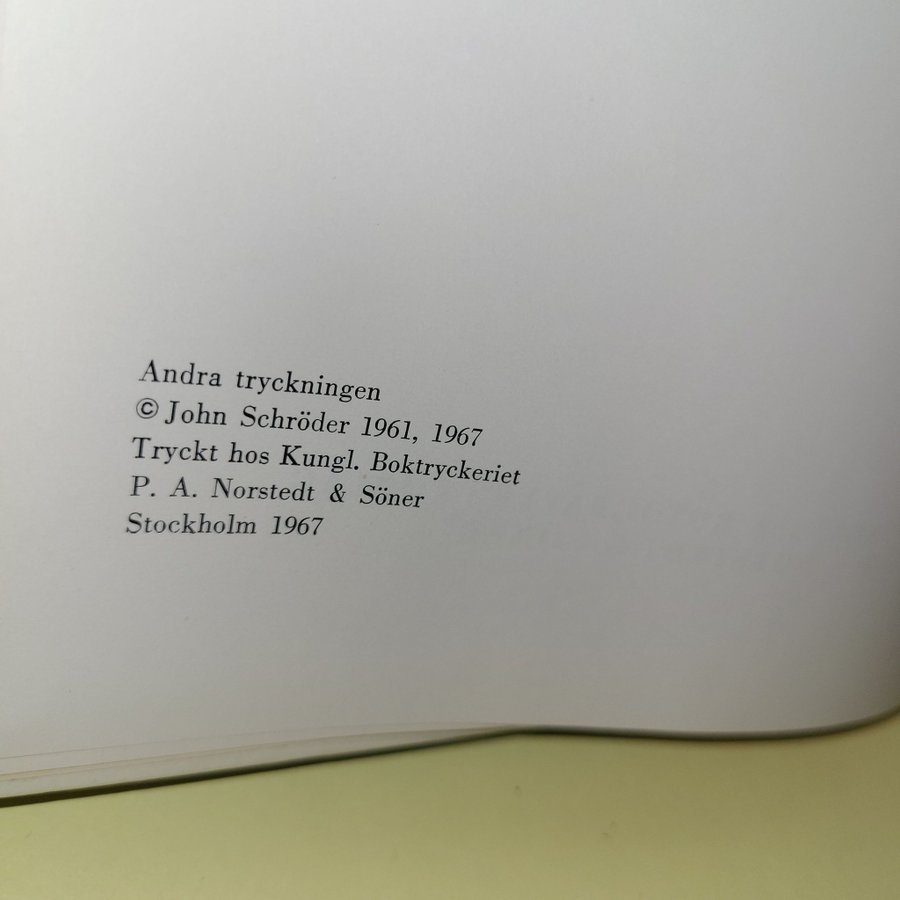 Andra tryckningen
© John Schröder 1961, 1967
Tryckt hos Kungl. Boktryckeriet
P. A. Norstedt & Söner
Stockholm 1967